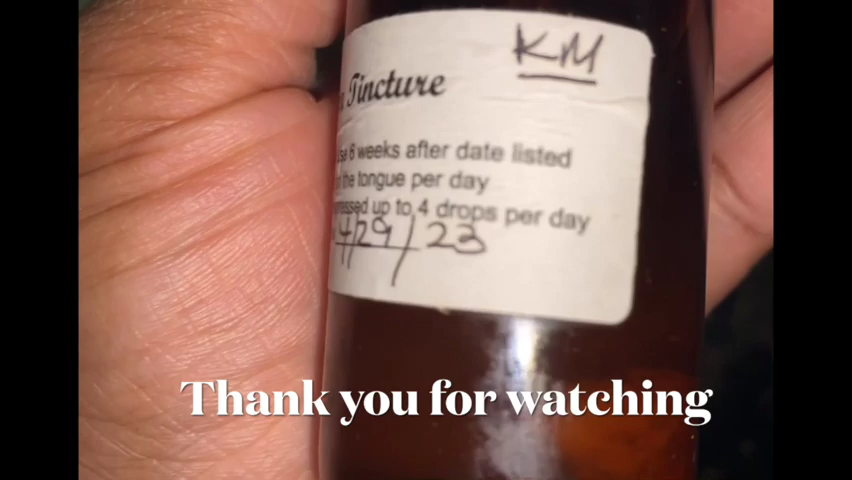 KM
Tincture
6 weeks after date listed
the tongue per day
up to 4 drops per day
4/29/23
Thank you for watching